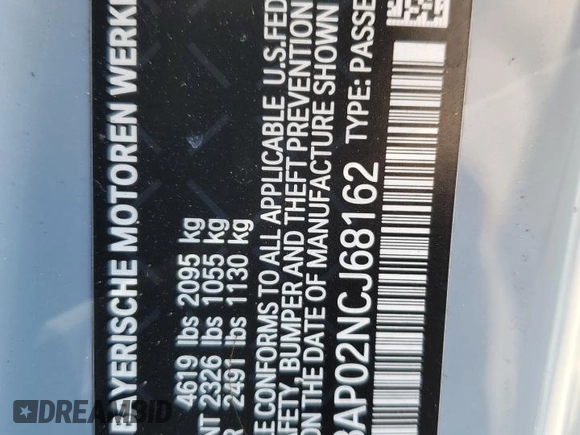 BAYERISCHE MOTOREN WERKE
4619 lbs 2095 kg
2326 lbs 1055 kg
2491 lbs 1130 kg
CONFORMS TO ALL APPLICABLE U.S. FED
BUMPER AND THEFT PREVENTION
ON THE DATE OF MANUFACTURE SHOWN
AP02NCJ68162 TYPE: PASSE
DREAMBID